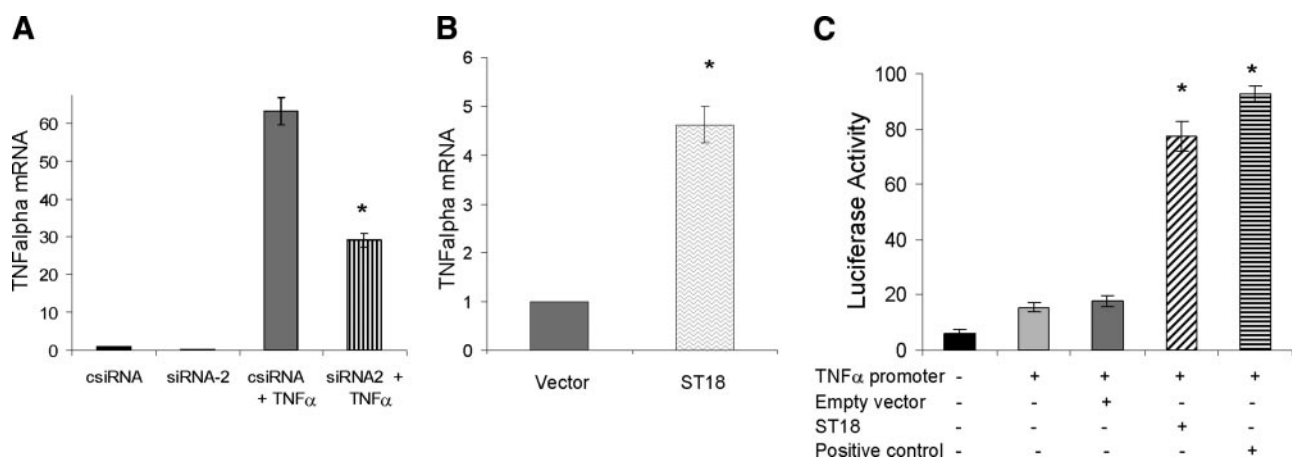 A
TNFalpha mRNA
60
50
40
30
20
10
0
csiRNA
siRNA-2
csiRNA
+ TNFα
siRNA2 +
TNFα
*
B
TNFalpha mRNA
6
5
4
3
2
1
0
Vector
ST18
*
C
Luciferase Activity
100
80
60
40
20
0
*
*
TNFα promoter - + + + +
Empty vector - - + - -
ST18 - - - + -
Positive control - - - - +